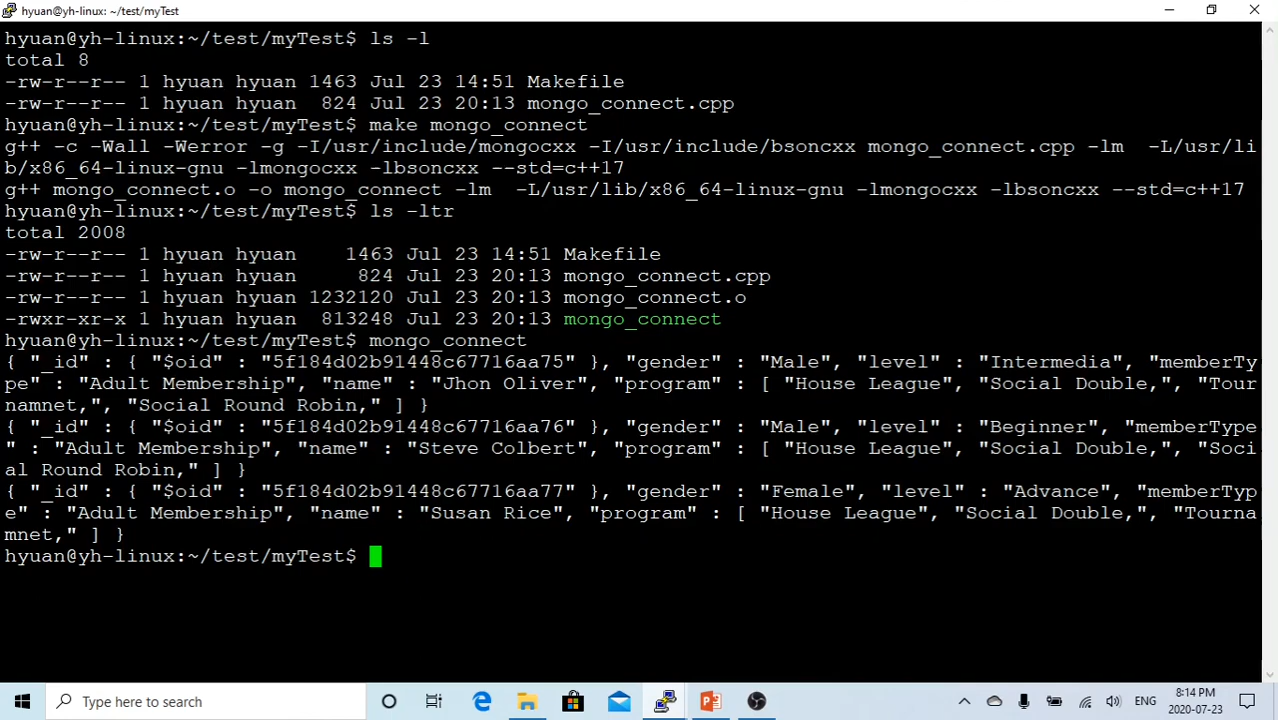 hyuan@yh-linux: ~/test/myTest
hyuan@yh-linux:~/test/myTest$ ls -l
total 8
-rw-r--r-- 1 hyuan hyuan 1463 Jul 23 14:51 Makefile
-rw-r--r-- 1 hyuan hyuan  824 Jul 23 20:13 mongo_connect.cpp
hyuan@yh-linux:~/test/myTest$ make mongo_connect
g++ -c -Wall -Werror -g -I/usr/include/mongocxx -I/usr/include/bsoncxx mongo_connect.cpp -lm  -L/usr/li
b/x86_64-linux-gnu -lmongocxx -lbsoncxx --std=c++17
g++ mongo_connect.o -o mongo_connect -lm  -L/usr/lib/x86_64-linux-gnu -lmongocxx -lbsoncxx --std=c++17
hyuan@yh-linux:~/test/myTest$ ls -ltr
total 2008
-rw-r--r-- 1 hyuan hyuan    1463 Jul 23 14:51 Makefile
-rw-r--r-- 1 hyuan hyuan     824 Jul 23 20:13 mongo_connect.cpp
-rw-r--r-- 1 hyuan hyuan 1232120 Jul 23 20:13 mongo_connect.o
-rwxr-xr-x 1 hyuan hyuan  813248 Jul 23 20:13 mongo_connect
hyuan@yh-linux:~/test/myTest$ mongo_connect
{ "_id" : { "$oid" : "5f184d02b91448c67716aa75" }, "gender" : "Male", "level" : "Intermedia", "memberTy
pe" : "Adult Membership", "name" : "Jhon Oliver", "program" : [ "House League", "Social Double,", "Tour
namnet,", "Social Round Robin," ] }
{ "_id" : { "$oid" : "5f184d02b91448c67716aa76" }, "gender" : "Male", "level" : "Beginner", "memberType
" : "Adult Membership", "name" : "Steve Colbert", "program" : [ "House League", "Social Double,", "Soci
al Round Robin," ] }
{ "_id" : { "$oid" : "5f184d02b91448c67716aa77" }, "gender" : "Female", "level" : "Advance", "memberTyp
e" : "Adult Membership", "name" : "Susan Rice", "program" : [ "House League", "Social Double,", "Tourna
mnet," ] }
hyuan@yh-linux:~/test/myTest$
Type here to search
ENG
8:14 PM
2020-07-23